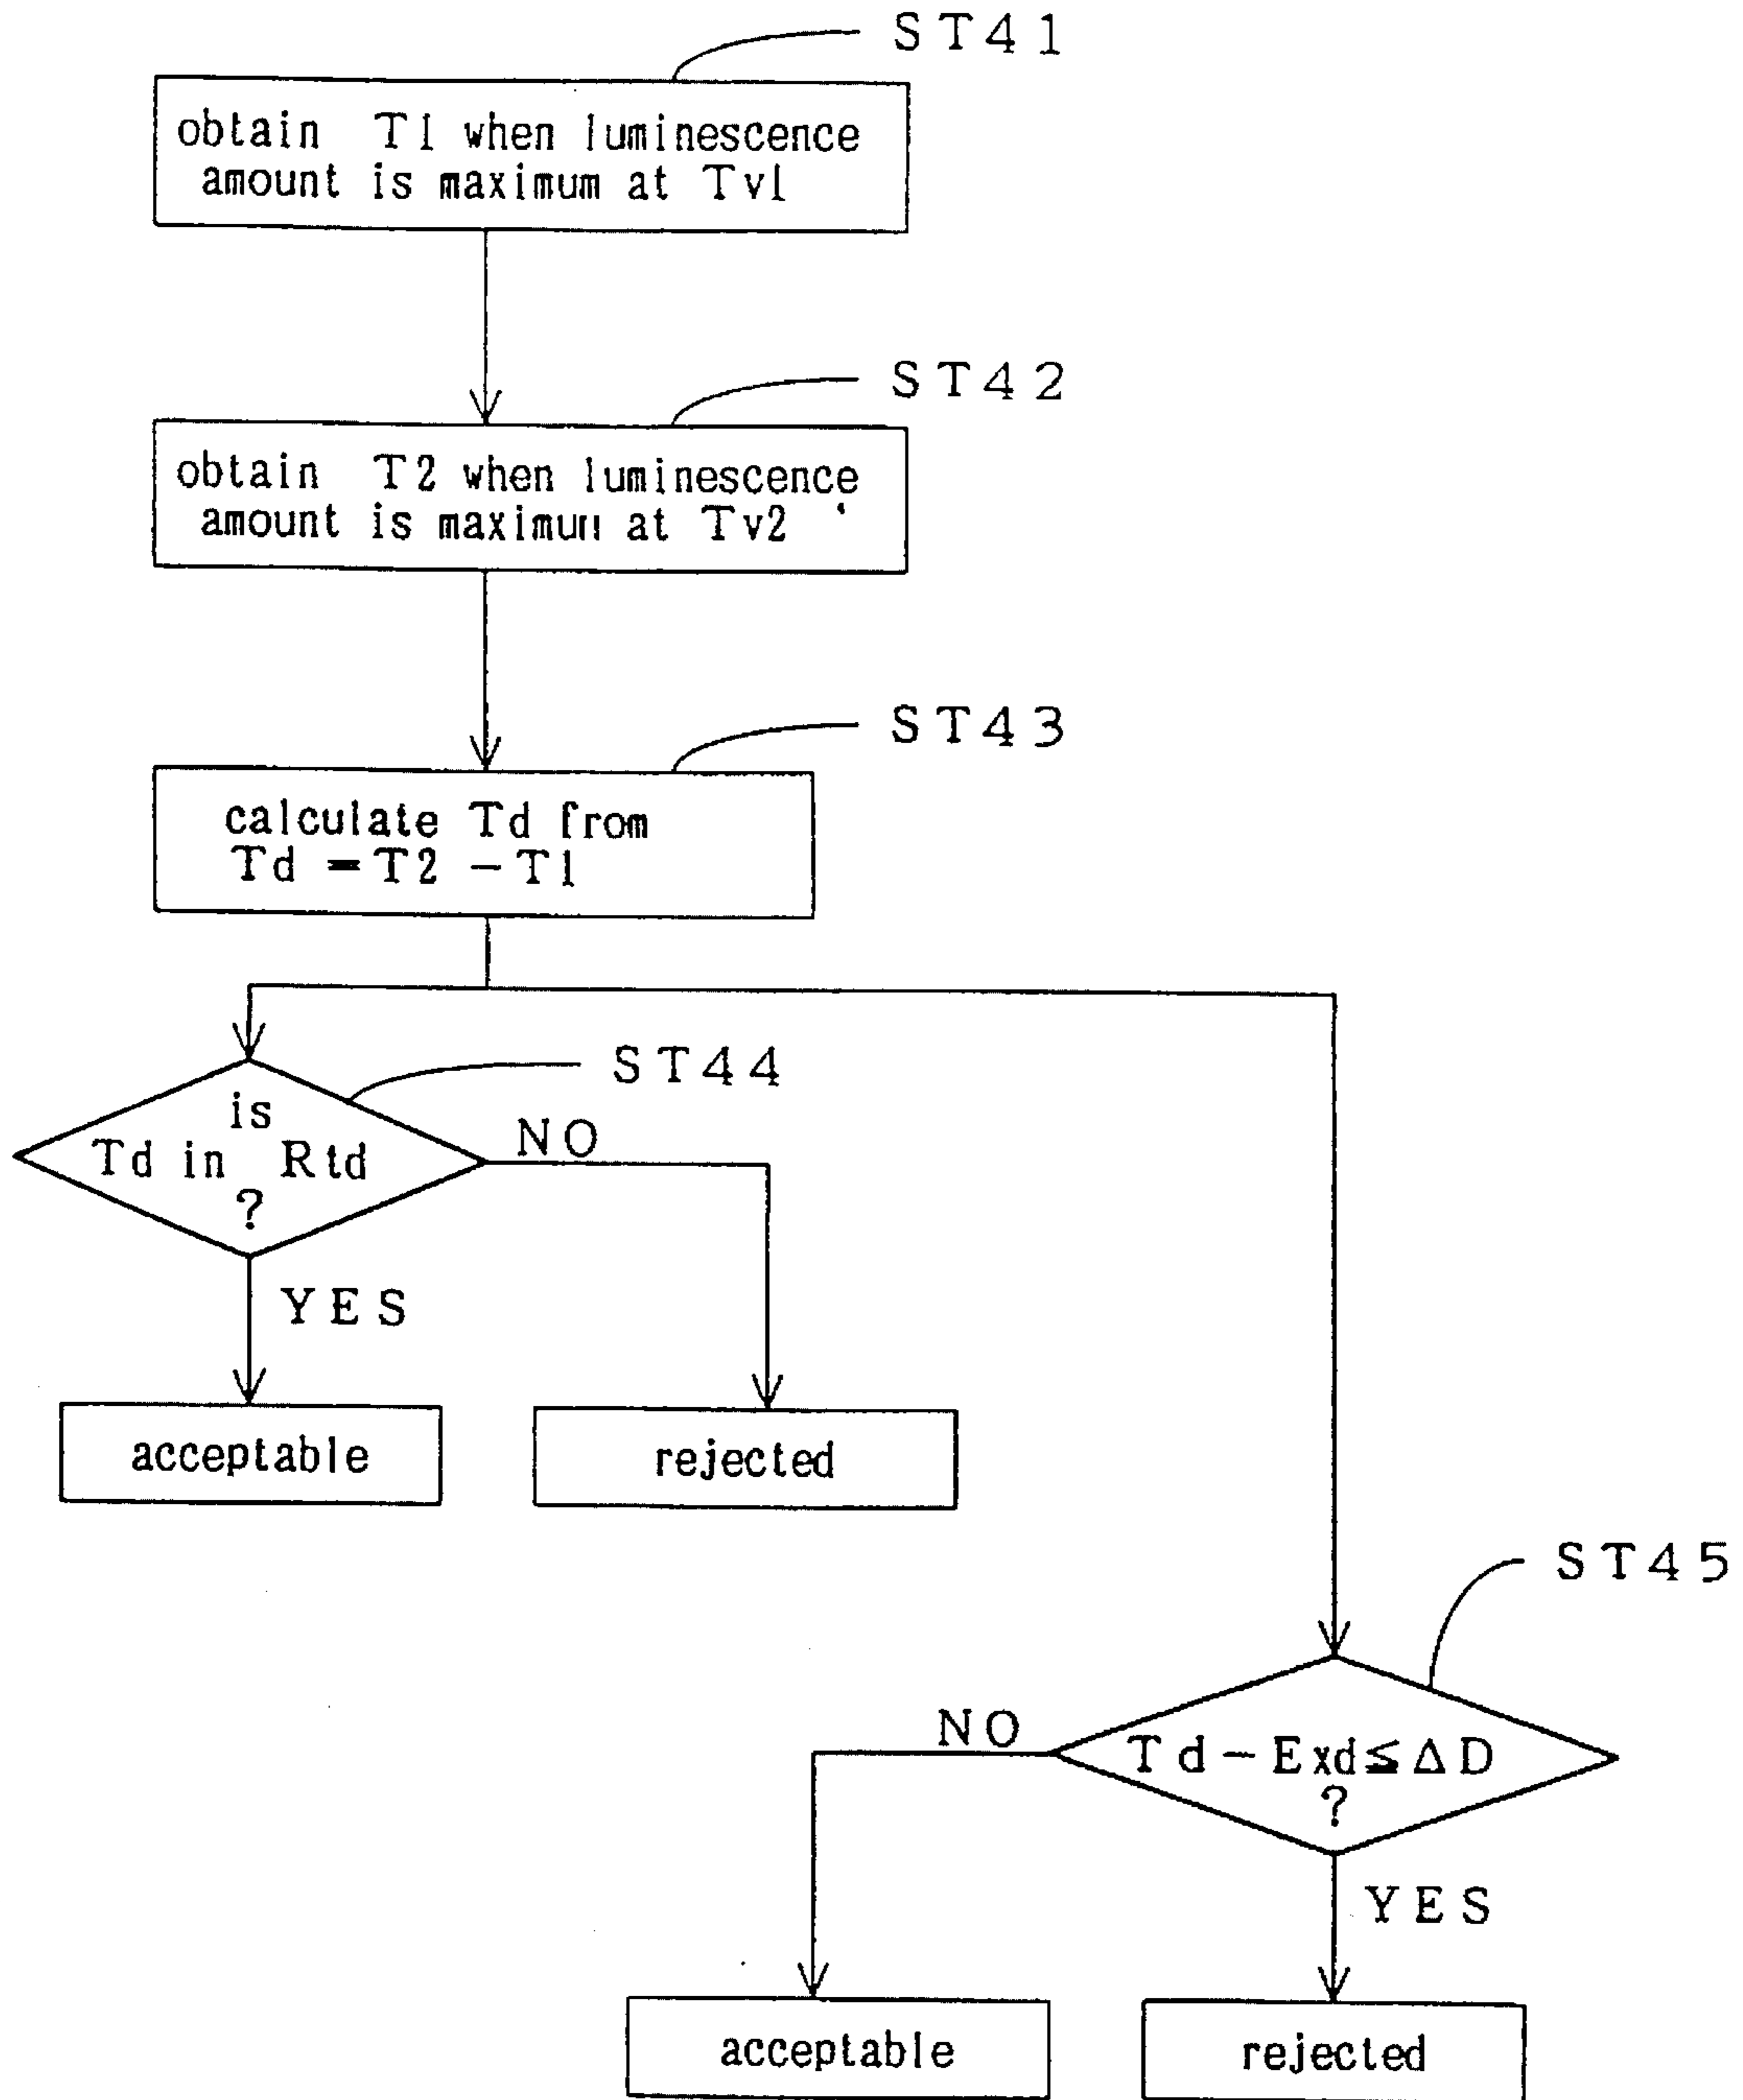 ST41
obtain T1 when luminescence
amount is maximum at Tv1
ST42
obtain T2 when luminescence
amount is maximum at Tv2
ST43
calculate Td from
Td = T2 - T1
ST44
is
Td in Rtd
?
NO
YES
acceptable
rejected
ST45
NO
Td - Exd ≦ ΔD
?
YES
acceptable
rejected